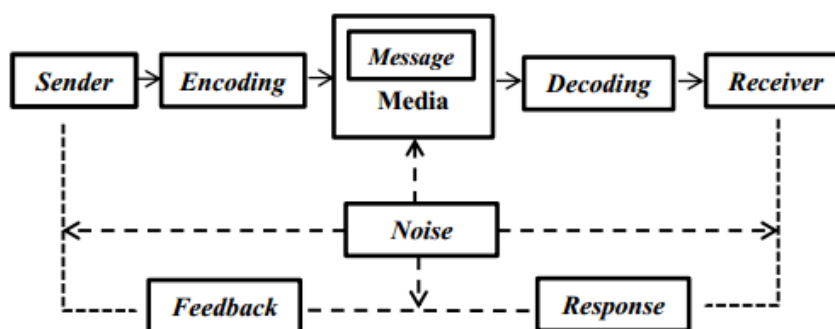 Sender
Encoding
Message
Media
Decoding
Receiver
Noise
Feedback
Response